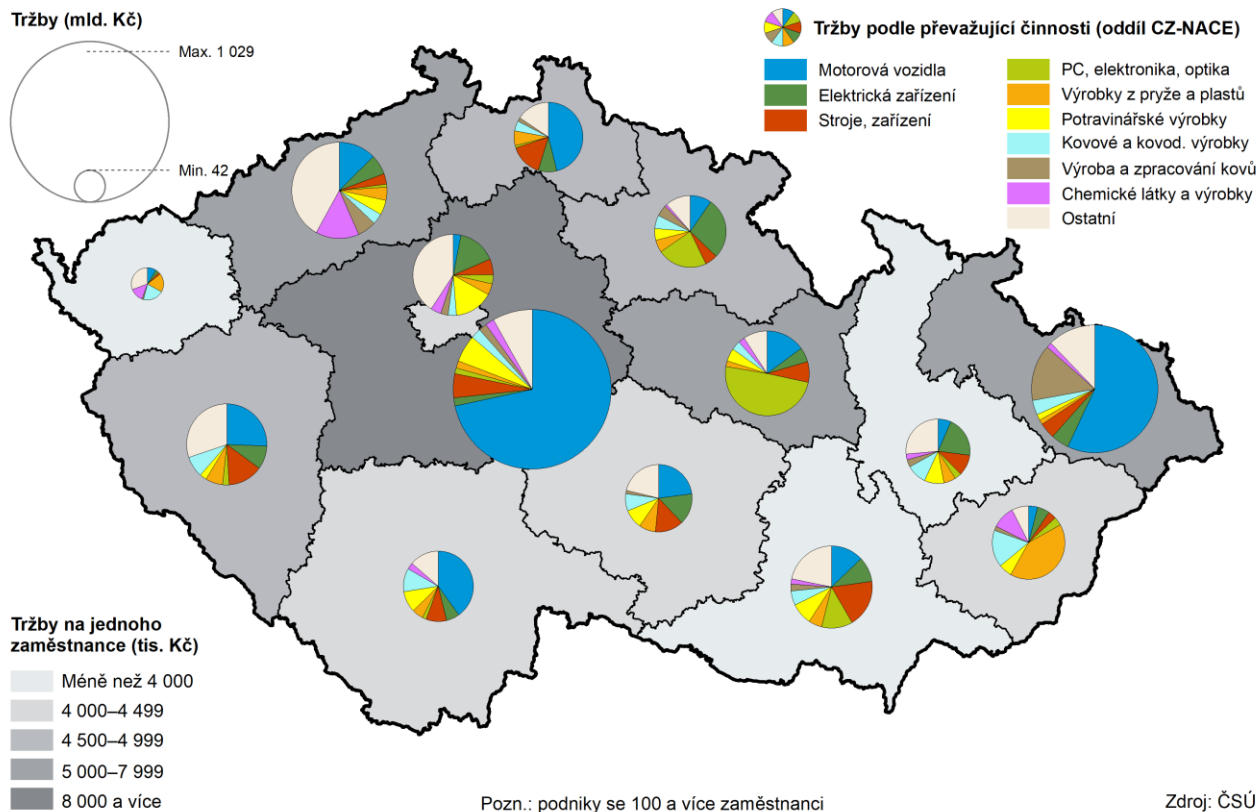 Tržby (mld. Kč)
Max. 1 029
Min. 42
Tržby podle převažující činnosti (oddíl CZ-NACE)
Motorová vozidla
Elektrická zařízení
Stroje, zařízení
PC, elektronika, optika
Výrobky z pryže a plastů
Potravinářské výrobky
Kovové a kovod. výrobky
Výroba a zpracování kovů
Chemické látky a výrobky
Ostatní
Tržby na jednoho
zaměstnance (tis. Kč)
Méně než 4 000
4 000–4 499
4 500–4 999
5 000–7 999
8 000 a více
Pozn.: podniky se 100 a více zaměstnanci
Zdroj: ČSÚ